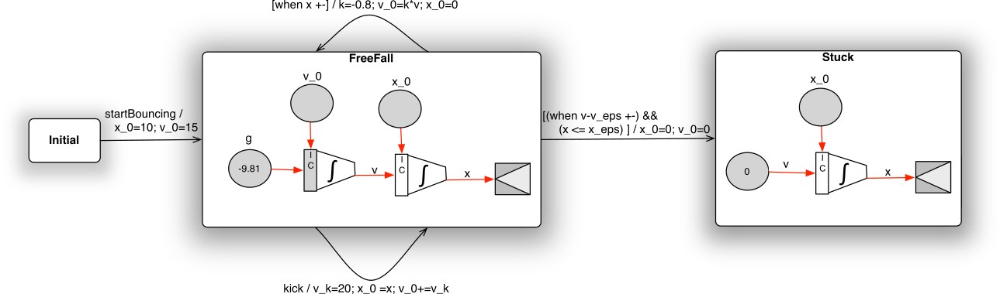 [when x +-] / k=-0.8; v_0=k*v; x_0=0
FreeFall
Stuck
v_0
x_0
x_0
startBouncing /
x_0=10; v_0=15
[(when v-v_eps +-) &&
(x <= x_eps) ] / x_0=0; v_0=0
Initial
g
-9.81
I
C
∫
v
I
C
∫
x
0
v
I
C
∫
x
kick / v_k=20; x_0 =x; v_0+=v_k